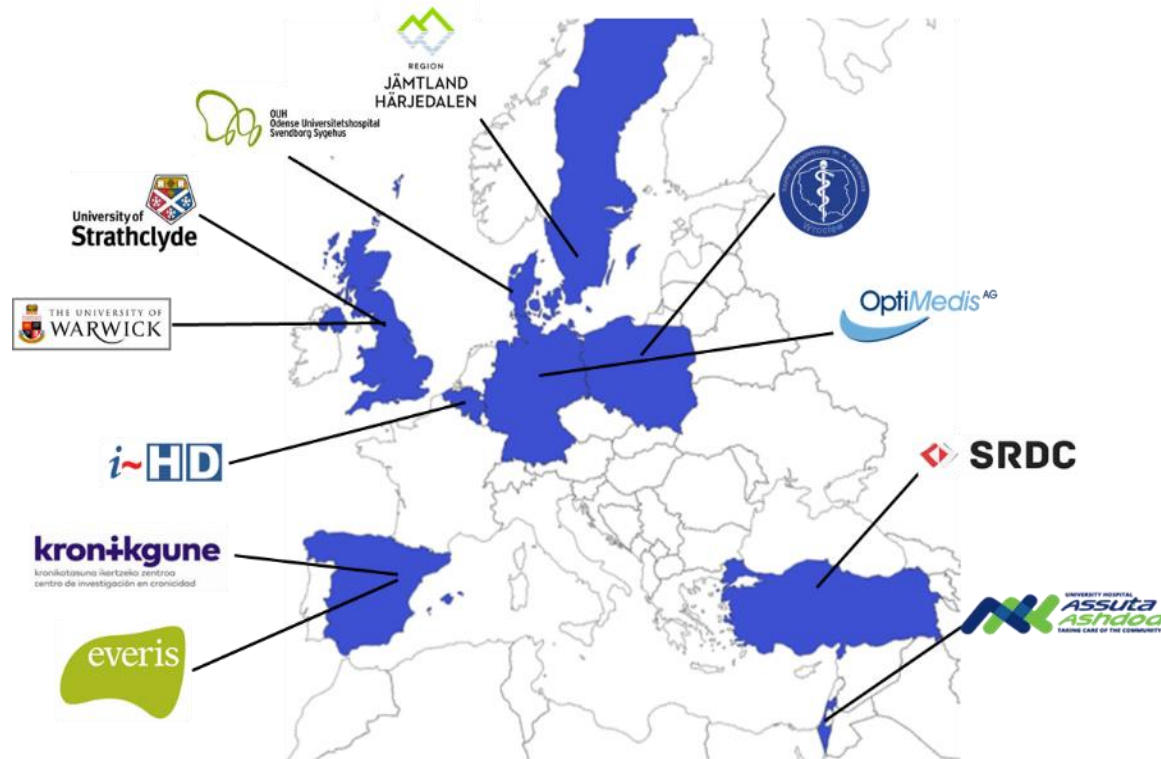 REGION
JÄMTLAND
HÄRJEDALEN
OUH
Odense Universitetshospital
Svendborg Sygehus
University of
Strathclyde
THE UNIVERSITY OF
WARWICK
Wrocław
OptiMedis AG
i~HD
SRDC
kronikgune
kronikotasuna ikertzeko zentroa
centro de investigación en cronicidad
UNIVERSITY HOSPITAL
ASSUTA
ASHDOD
TAKING CARE OF THE COMMUNITY
everis